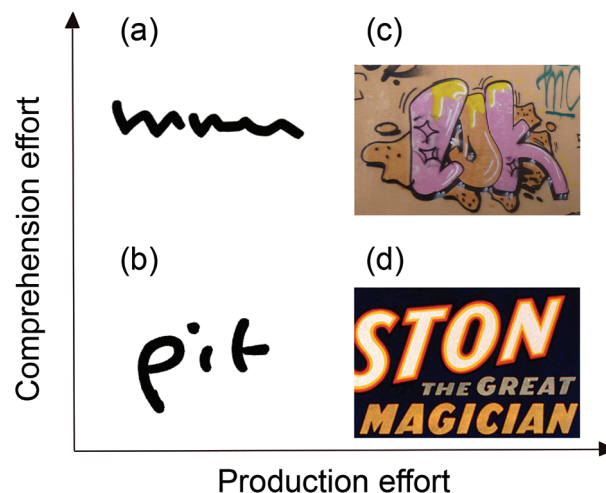 Comprehension effort
(a)
(c)
(b)
pit
(d)
STON
THE GREAT
MAGICIAN
Production effort